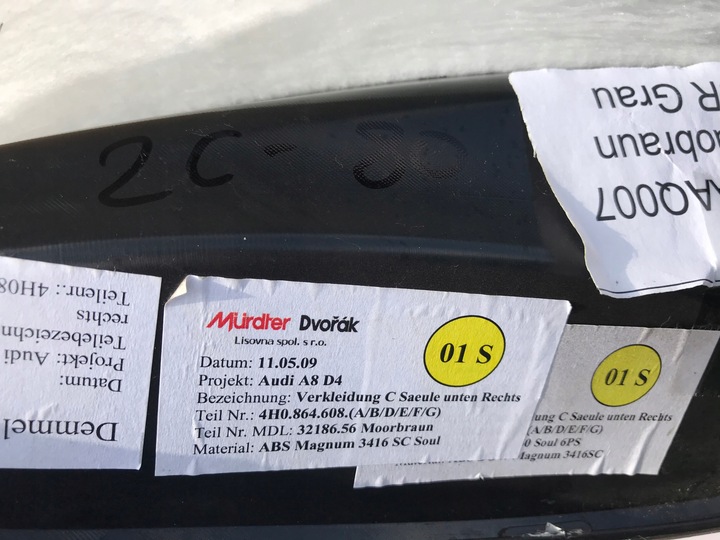 2C-80
R Grau
obraun
AQ007
Mürdter Dvořák
Lisovna spol. s r.o.
Datum: 11.05.09
Projekt: Audi A8 D4
Bezeichnung: Verkleidung C Saeule unten Rechts
Teil Nr.: 4H0.864.608.(A/B/D/E/F/G)
Teil Nr. MDL: 32186.56 Moorbraun
Material: ABS Magnum 3416 SC Soul
01 S
01 S
ung C Saeule unten Rechts
(A/B/D/E/F/G)
0 Soul 6PS
Magnum 3416SC
Demmel
Datum:
Projekt: Audi
Teilebezeichn
rechts
Teilenr.: 4H08